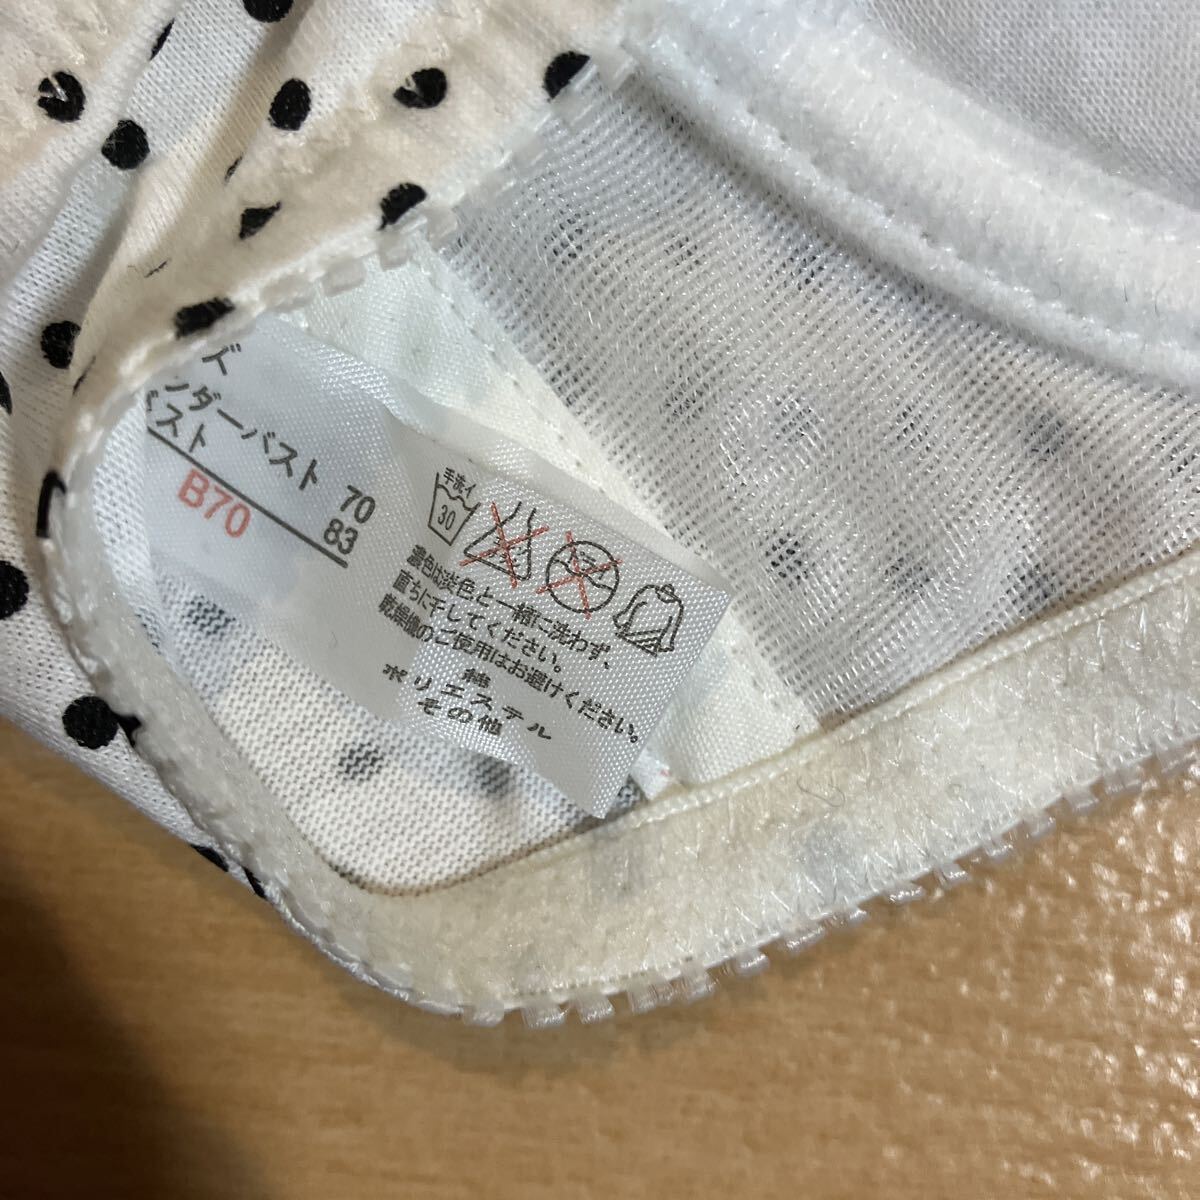 ズ
ンダーバスト 70
バスト 83
B70
手洗イ
30
濃色は淡色と一緒に洗わず、
直ちに干してください。
乾燥機のご使用はお避けください。
綿
ポリエステル
その他